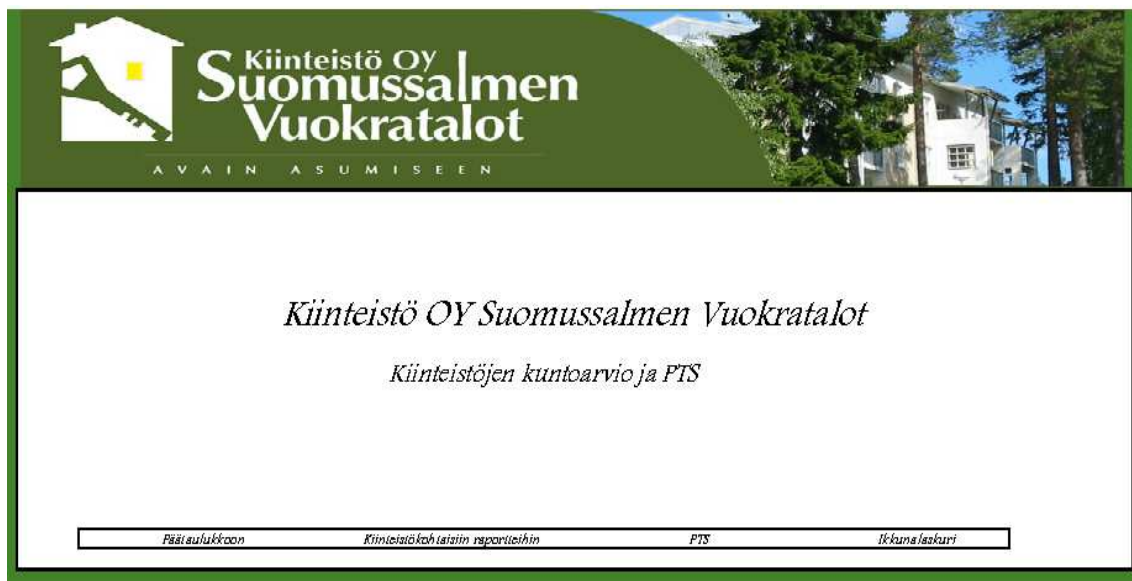 Kiinteistö OY
Suomussalmen
Vuokratalot
AVAIN ASUMISEEN
Kiinteistö OY Suomussalmen Vuokratalot
Kiinteistöjen kuntoarvio ja PTS
Päätaulukkoon Kiinteistökohtaisiin raportteihin PTS Ikkunalaskuri